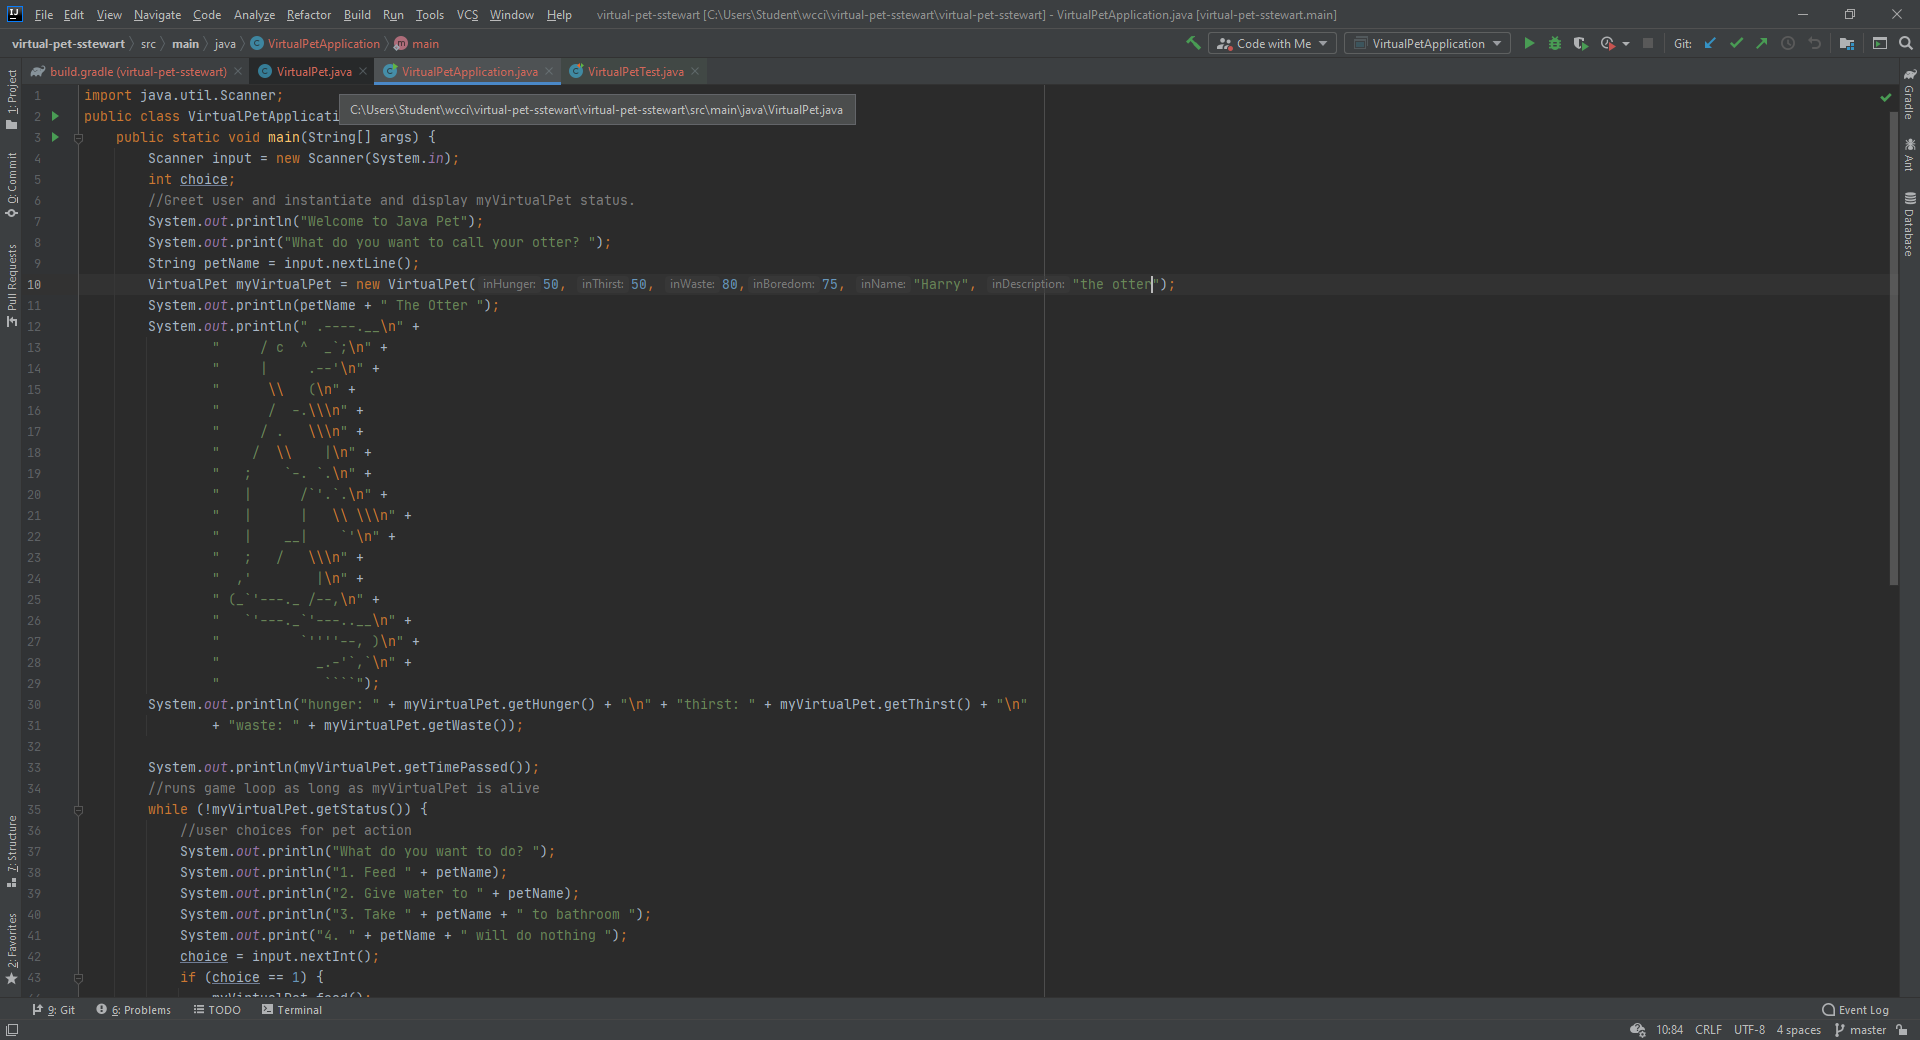 File Edit View Navigate Code Analyze Refactor Build Run Tools VCS Window Help virtual-pet-sstewart [C:\Users\Student\wcci\virtual-pet-sstewart\virtual-pet-sstewart] - VirtualPetApplication.java [virtual-pet-sstewart.main]
virtual-pet-sstewart src main java VirtualPetApplication main Code with Me VirtualPetApplication Git:
build.gradle (virtual-pet-sstewart) VirtualPet.java VirtualPetApplication.java VirtualPetTest.java
C:\Users\Student\wcci\virtual-pet-sstewart\virtual-pet-sstewart\src\main\java\VirtualPet.java
1 import java.util.Scanner;
2 public class VirtualPetApplicati
3     public static void main(String[] args) {
4         Scanner input = new Scanner(System.in);
5         int choice;
6         //Greet user and instantiate and display myVirtualPet status.
7         System.out.println("Welcome to Java Pet");
8         System.out.print("What do you want to call your otter? ");
9         String petName = input.nextLine();
10         VirtualPet myVirtualPet = new VirtualPet( inHunger: 50, inThirst: 50, inWaste: 80, inBoredom: 75, inName: "Harry", inDescription: "the otter");
11         System.out.println(petName + " The Otter ");
12         System.out.println(" .----.__\n" +
13                 "     / c  ^  _`;\n" +
14                 "     |     .--'\n" +
15                 "      \\   (\n" +
16                 "      /  -.\\\n" +
17                 "     / .   \\\n" +
18                 "    /  \\    |\n" +
19                 "   ;    `-. `.\n" +
20                 "   |      /`'.`.\n" +
21                 "   |      |   \\ \\\n" +
22                 "   |    __|    `'\n" +
23                 "   ;   /   \\\n" +
24                 "  ,'        |\n" +
25                 " (_`'---._ /--,\n" +
26                 "   `'---._`'---..__\n" +
27                 "          `''''--, )\n" +
28                 "            _.-'`,`\n" +
29                 "             ````");
30         System.out.println("hunger: " + myVirtualPet.getHunger() + "\n" + "thirst: " + myVirtualPet.getThirst() + "\n"
31                 + "waste: " + myVirtualPet.getWaste());
32
33         System.out.println(myVirtualPet.getTimePassed());
34         //runs game loop as long as myVirtualPet is alive
35         while (!myVirtualPet.getStatus()) {
36             //user choices for pet action
37             System.out.println("What do you want to do? ");
38             System.out.println("1. Feed " + petName);
39             System.out.println("2. Give water to " + petName);
40             System.out.println("3. Take " + petName + " to bathroom ");
41             System.out.print("4. " + petName + " will do nothing ");
42             choice = input.nextInt();
43             if (choice == 1) {
myVirtualPet.feed();
1: Project
0: Commit
Pull Requests
7: Structure
2: Favorites
Gradle
Ant
Database
9: Git 6: Problems TODO Terminal Event Log
10:84 CRLF UTF-8 4 spaces master